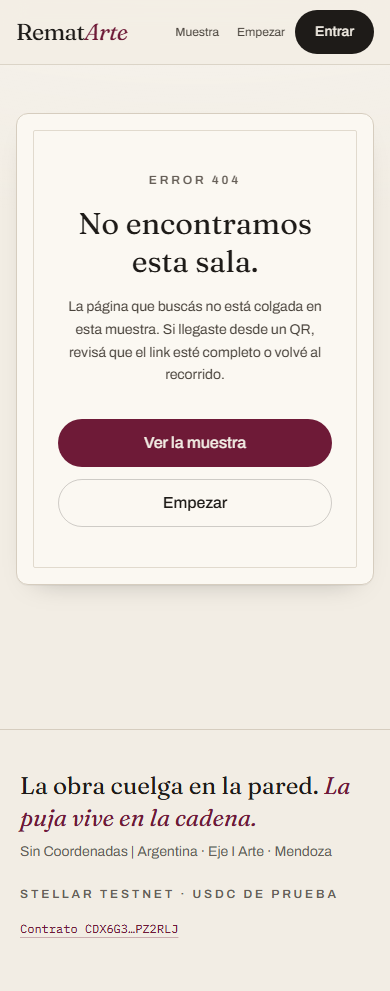 RematArte
Muestra
Empezar
Entrar
ERROR 404
No encontramos
esta sala.
La página que buscás no está colgada en
esta muestra. Si llegaste desde un QR,
revisá que el link esté completo o volvé al
recorrido.
Ver la muestra
Empezar
La obra cuelga en la pared. La
puja vive en la cadena.
Sin Coordenadas | Argentina · Eje I Arte · Mendoza
STELLAR TESTNET · USDC DE PRUEBA
Contrato CDX6G3…PZ2RLJ